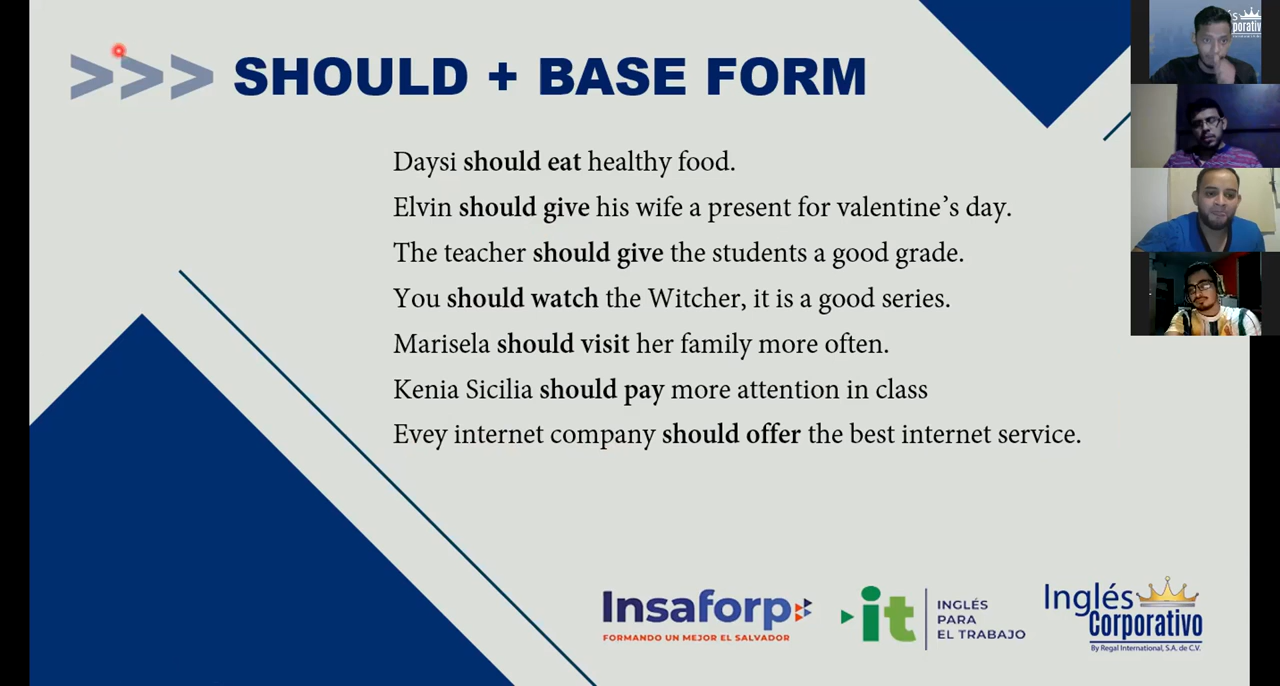 >>> SHOULD + BASE FORM
Daysi should eat healthy food.
Elvin should give his wife a present for valentine’s day.
The teacher should give the students a good grade.
You should watch the Witcher, it is a good series.
Marisela should visit her family more often.
Kenia Sicilia should pay more attention in class
Evey internet company should offer the best internet service.
Insaforp
FORMANDO UN MEJOR EL SALVADOR
it
INGLÉS
PARA
EL TRABAJO
Inglés
Corporativo
By Regal International, S.A. de C.V.